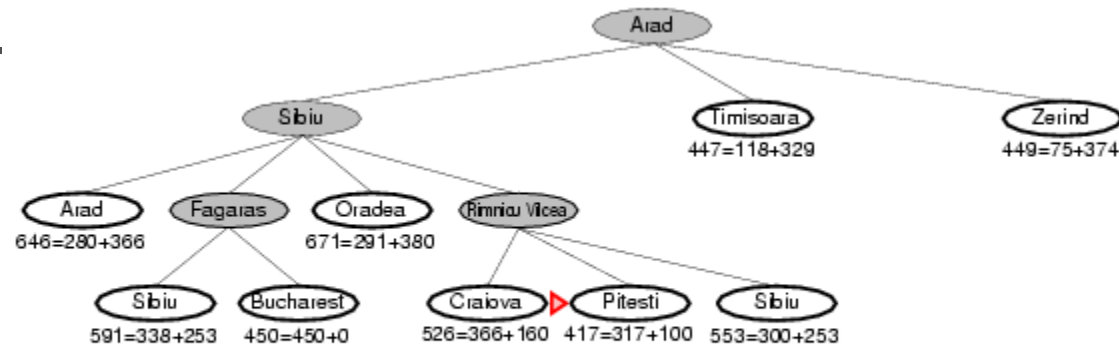 Arad
Sibiu Timisoara Zerind
447=118+329 449=75+374
Arad Fagaras Oradea Rimnicu Vilcea
646=280+366 671=291+380
Sibiu Bucharest Craiova Pitesti Sibiu
591=338+253 450=450+0 526=366+160 417=317+100 553=300+253